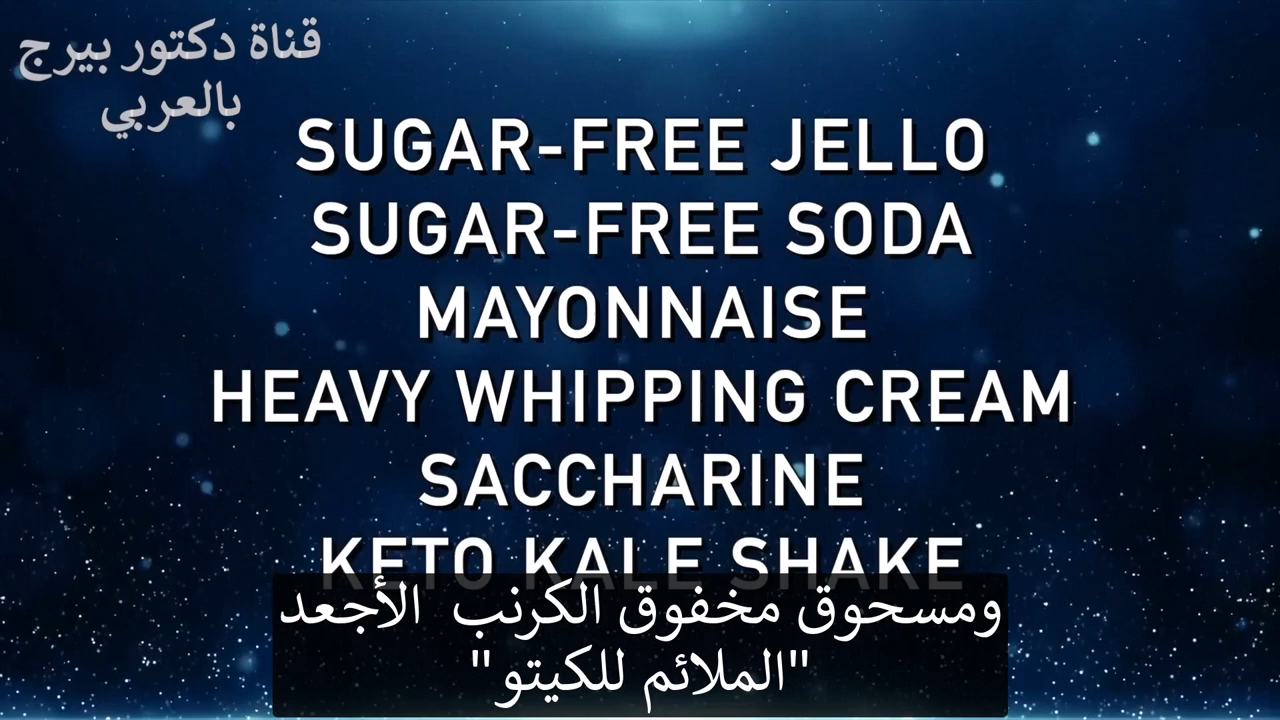 قناة دكتور بيرج
بالعربي
SUGAR-FREE JELLO
SUGAR-FREE SODA
MAYONNAISE
HEAVY WHIPPING CREAM
SACCHARINE
KETO KALE SHAKE
ومسحوق مخفوق الكرنب الأجعد
"الملائم للكيتو"